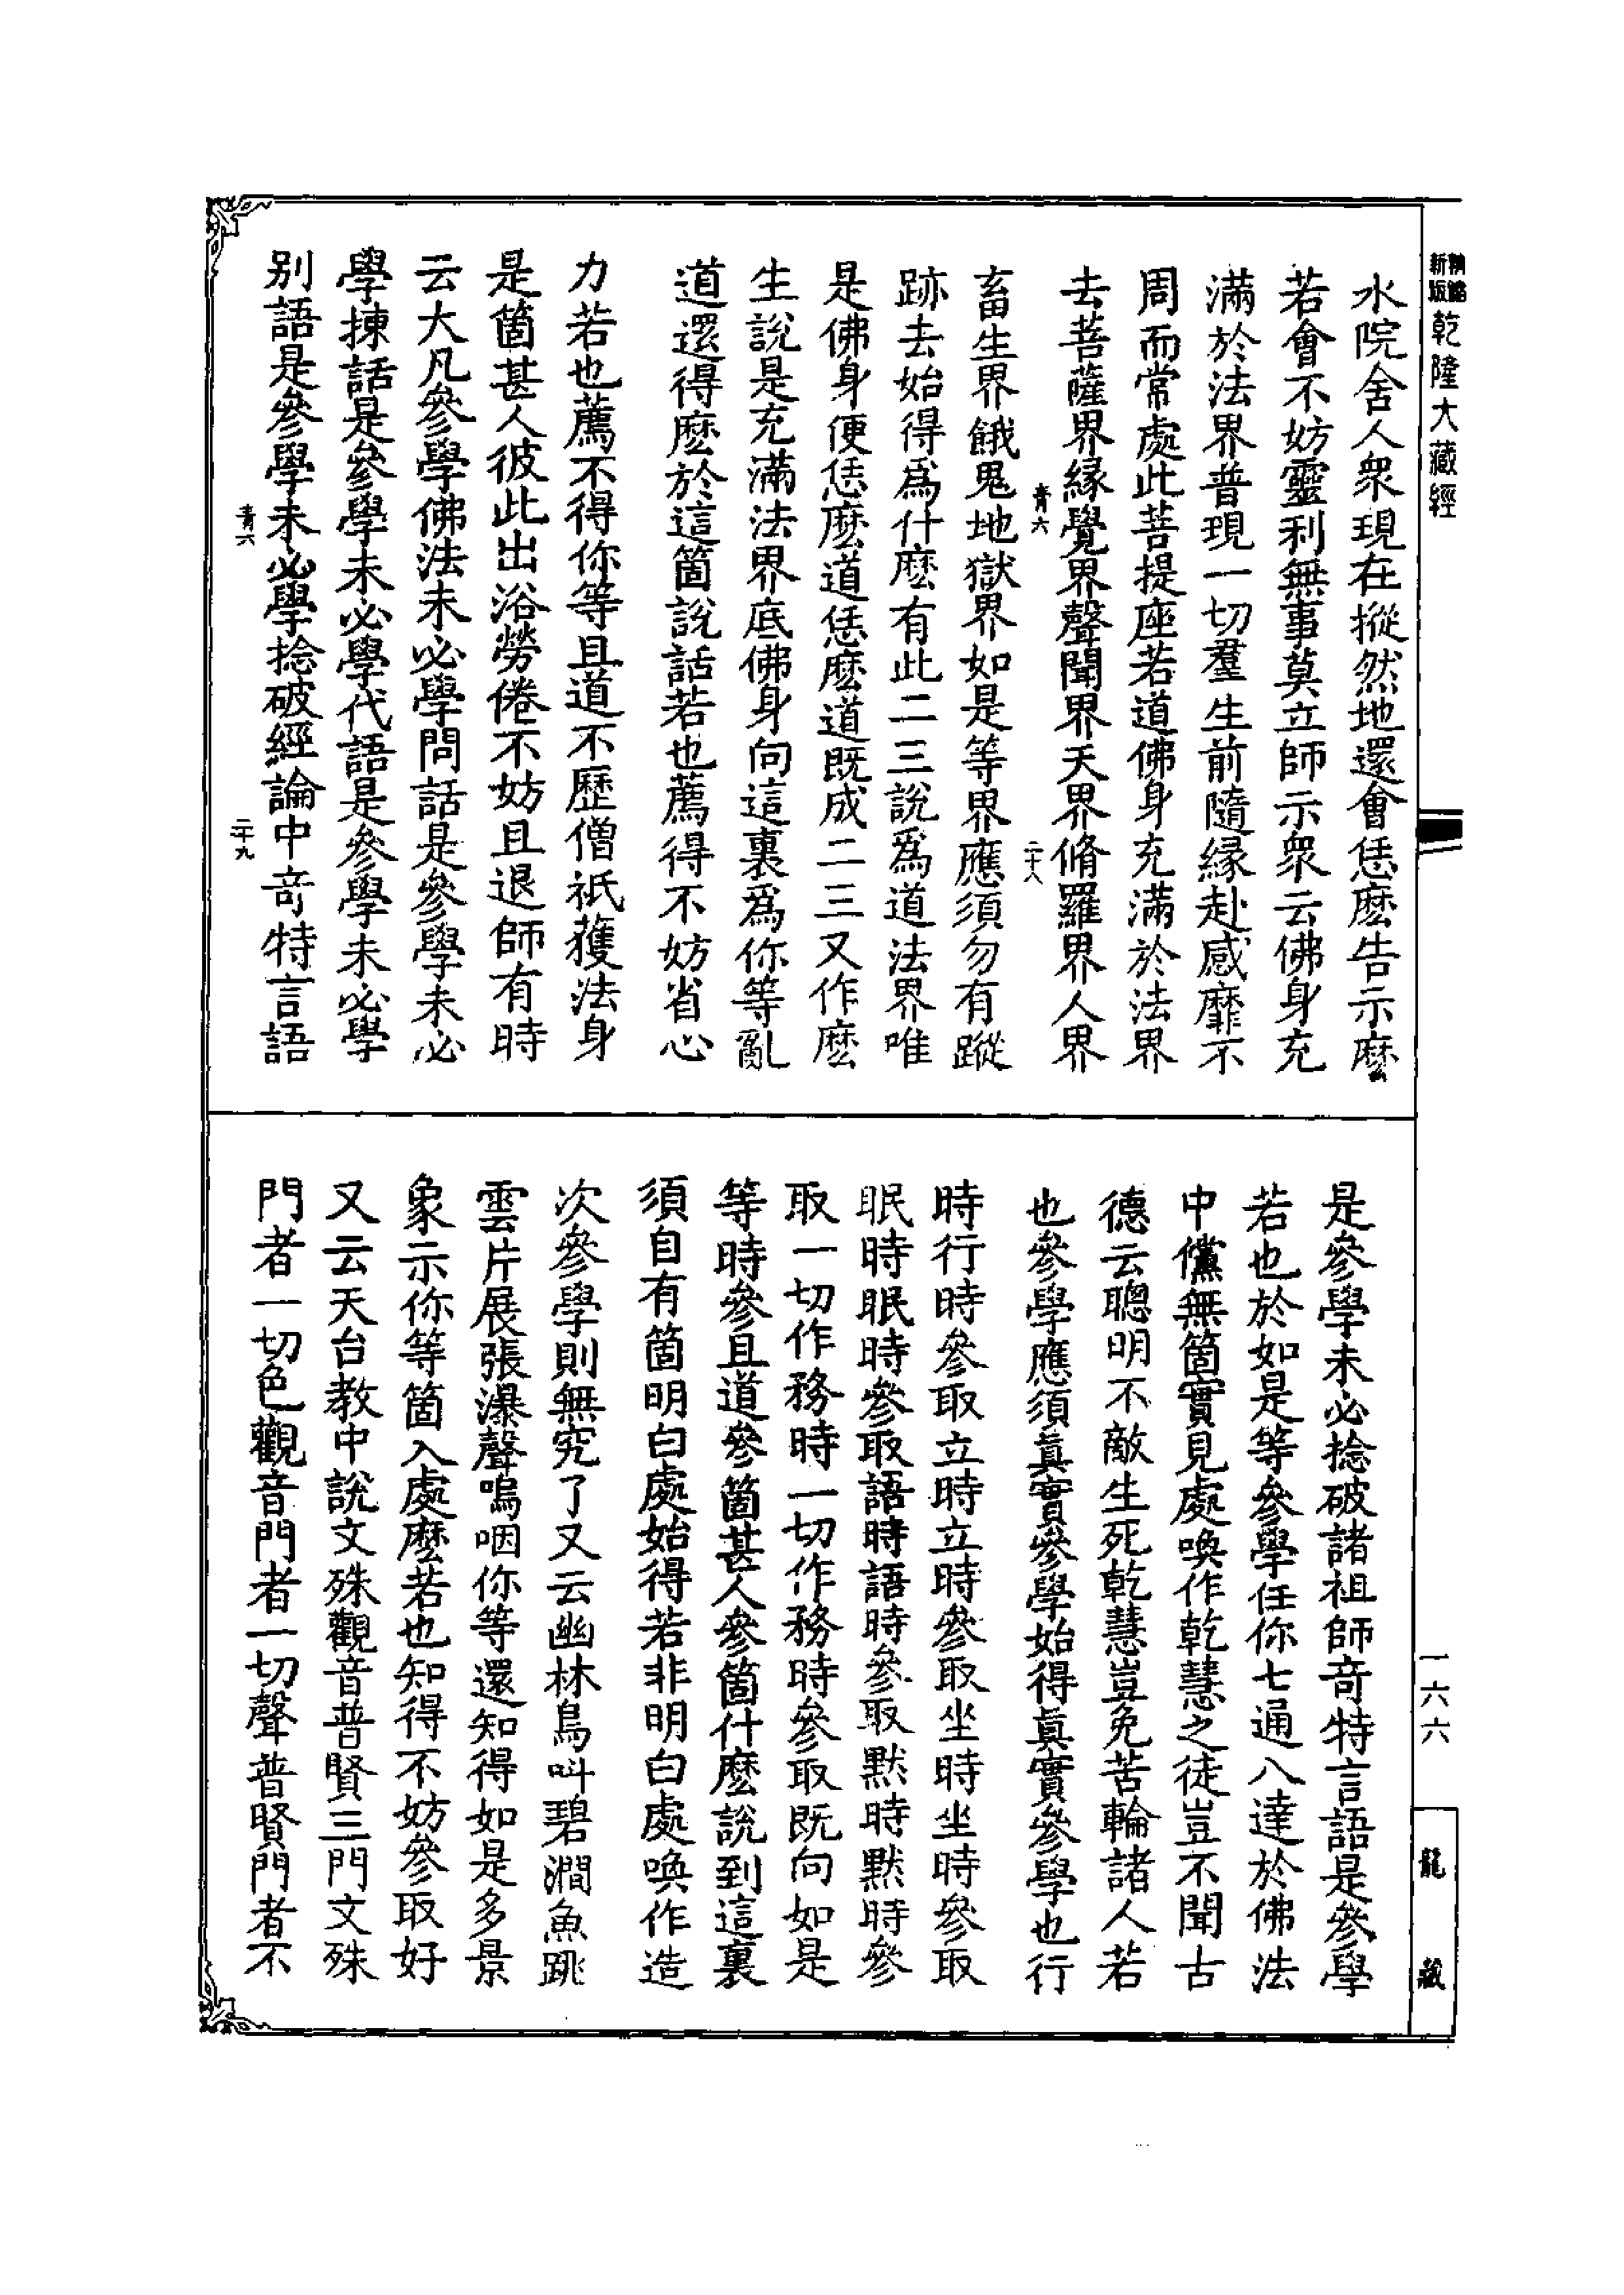 新版
精縮
乾隆大藏經
水院舍人衆現在摐然地還會恁麽告示麽
若會不妨靈利無事莫立師示衆云佛身充
滿於法界普現一切羣生前隨緣赴感靡不
周而常處此菩提座若道佛身充滿於法界
去菩薩界緣覺界聲聞界天界脩羅界人界
青六
二十八
畜生界餓鬼地獄界如是等界應須勿有蹤
跡去始得爲什麽有此二三說爲道法界唯
是佛身便恁麽道恁麽道旣成二三又作麽
生說是充滿法界底佛身向這裏爲你等亂
道還得麽於這箇說話若也薦得不妨省心
力若也薦不得你等且道不歷僧祇獲法身
是箇甚人彼此出浴勞倦不妨且退師有時
云大凡參學佛法未必學問話是參學未必
學揀話是參學未必學代語是參學未必學
別語是參學未必學捻破經論中奇特言語
青六
二十九
是參學未必捻破諸祖師奇特言語是參學
若也於如是等參學任你七通八達於佛法
中儻無箇實見處喚作乾慧之徒豈不聞古
德云聰明不敵生死乾慧豈免苦輪諸人若
也參學應須真實參學始得真實參學也行
時行時參取立時立時參取坐時坐時參取
眠時眠時參取語時語時參取默時默時參
取一切作務時一切作務時參取旣向如是
等時參且道參箇甚人參箇什麽說到這裏
須自有箇明白處始得若非明白處喚作造
次參學則無究了又云幽林鳥呌碧澗魚跳
雲片展張瀑聲嗚咽你等還知得如是多景
象示你等箇入處麽若也知得不妨參取好
又云天台教中說文殊觀音普賢三門文殊
門者一切色觀音門者一切聲普賢門者不
一六六
龍藏